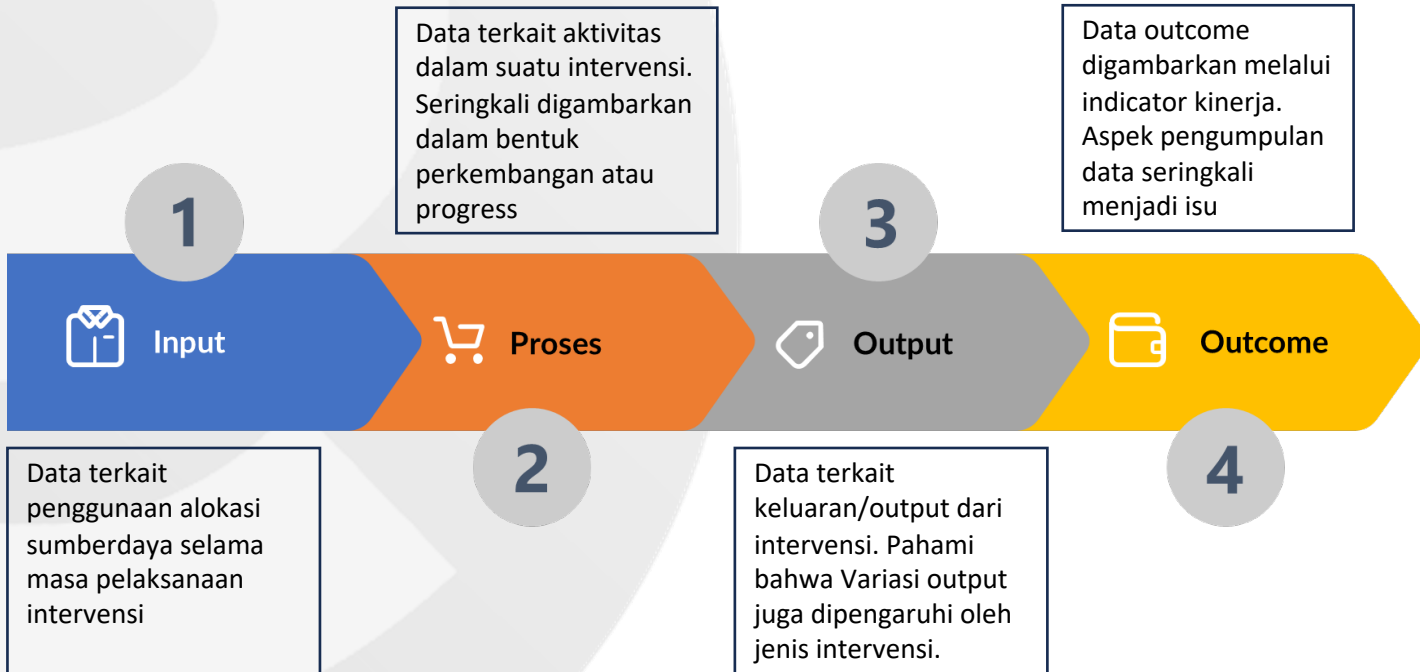 1
Input
Data terkait
penggunaan alokasi
sumberdaya selama
masa pelaksanaan
intervensi
Data terkait aktivitas
dalam suatu intervensi.
Seringkali digambarkan
dalam bentuk
perkembangan atau
progress
Proses
2
3
Output
Data terkait
keluaran/output dari
intervensi. Pahami
bahwa Variasi output
juga dipengaruhi oleh
jenis intervensi.
Data outcome
digambarkan melalui
indicator kinerja.
Aspek pengumpulan
data seringkali
menjadi isu
Outcome
4